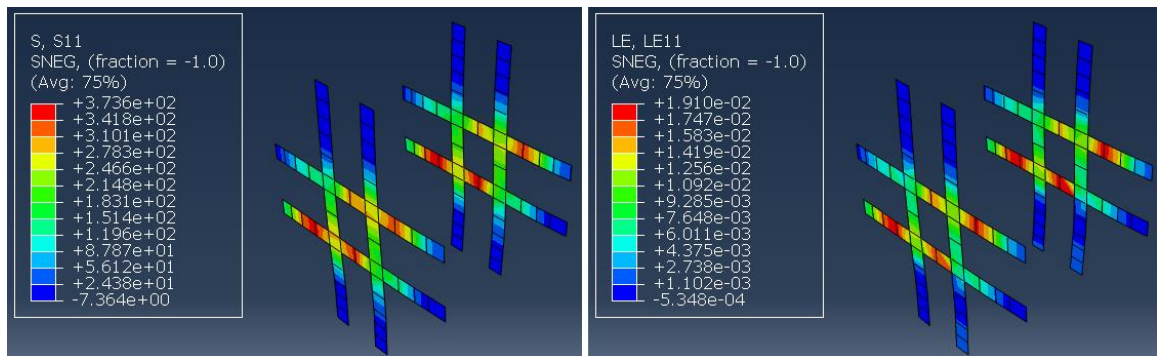 S, S11
SNEG, (fraction = -1.0)
(Avg: 75%)
+3.736e+02
+3.418e+02
+3.101e+02
+2.783e+02
+2.466e+02
+2.148e+02
+1.831e+02
+1.514e+02
+1.196e+02
+8.787e+01
+5.612e+01
+2.438e+01
-7.364e+00
LE, LE11
SNEG, (fraction = -1.0)
(Avg: 75%)
+1.910e-02
+1.747e-02
+1.583e-02
+1.419e-02
+1.256e-02
+1.092e-02
+9.285e-03
+7.648e-03
+6.011e-03
+4.375e-03
+2.738e-03
+1.102e-03
-5.348e-04